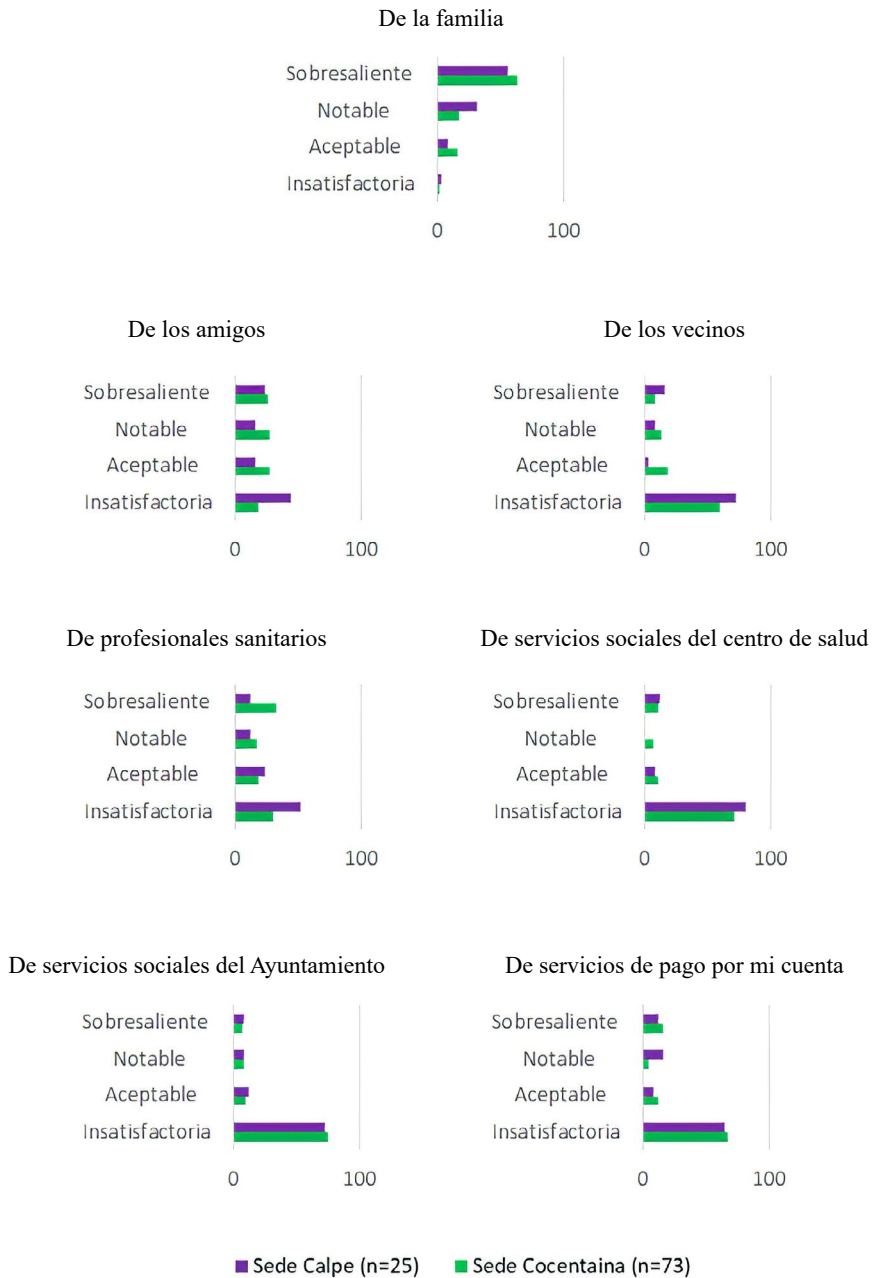 De la familia
Sobresaliente
Notable
Aceptable
Insatisfactoria
0 100
De los amigos
Sobresaliente
Notable
Aceptable
Insatisfactoria
0 100
De los vecinos
Sobresaliente
Notable
Aceptable
Insatisfactoria
0 100
De profesionales sanitarios
Sobresaliente
Notable
Aceptable
Insatisfactoria
0 100
De servicios sociales del centro de salud
Sobresaliente
Notable
Aceptable
Insatisfactoria
0 100
De servicios sociales del Ayuntamiento
Sobresaliente
Notable
Aceptable
Insatisfactoria
0 100
De servicios de pago por mi cuenta
Sobresaliente
Notable
Aceptable
Insatisfactoria
0 100
Sede Calpe (n=25) Sede Cocentaina (n=73)